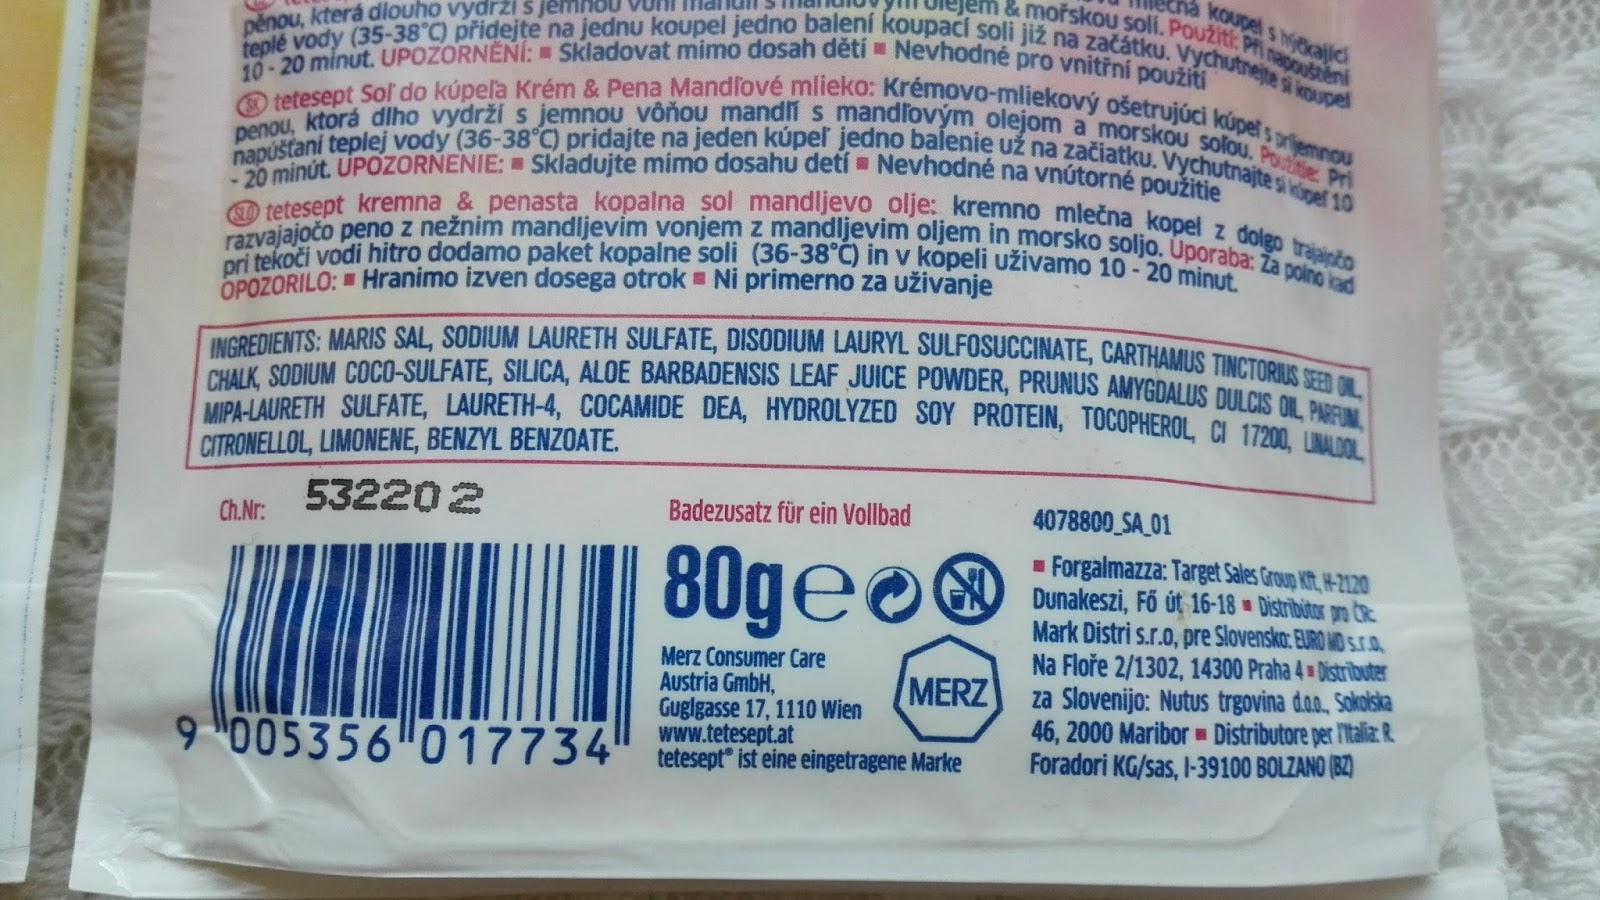 pěnou, která dlouho vydrží s jemnou vůní mandlí s mandlovým olejem & mořskou solí. Použití: Při napouštění
teplé vody (35-38°C) přidejte na jednu koupel jedno balení koupací soli již na začátku. Vychutnejte si koupel
10 - 20 minut. UPOZORNĚNÍ: ▪ Skladovat mimo dosah dětí ▪ Nevhodné pro vnitřní použití
SK tetesept Soľ do kúpeľa Krém & Pena Mandľové mlieko: Krémovo-mliekový ošetrujúci kúpeľ s príjemnou
penou, ktorá dlho vydrží s jemnou vôňou mandlí s mandľovým olejom a morskou soľou. Použitie: Pri
napúšťaní teplej vody (36-38°C) pridajte na jeden kúpeľ jedno balenie už na začiatku. Vychutnajte si kúpeľ 10
- 20 minút. UPOZORNENIE: ▪ Skladujte mimo dosahu detí ▪ Nevhodné na vnútorné použitie
SLO tetesept kremna & penasta kopalna sol mandljevo olje: kremno mlečna kopel z dolgo trajajočo
razvajajočo peno z nežnim mandljevim vonjem z mandljevim oljem in morsko soljo. Uporaba: Za polno kad
pri tekoči vodi hitro dodamo paket kopalne soli (36-38°C) in v kopeli uživamo 10 - 20 minut.
OPOZORILO: ▪ Hranimo izven dosega otrok ▪ Ni primerno za uživanje
INGREDIENTS: MARIS SAL, SODIUM LAURETH SULFATE, DISODIUM LAURYL SULFOSUCCINATE, CARTHAMUS TINCTORIUS SEED OIL,
CHALK, SODIUM COCO-SULFATE, SILICA, ALOE BARBADENSIS LEAF JUICE POWDER, PRUNUS AMYGDALUS DULCIS OIL, PARFUM,
MIPA-LAURETH SULFATE, LAURETH-4, COCAMIDE DEA, HYDROLYZED SOY PROTEIN, TOCOPHEROL, CI 17200, LINALOOL,
CITRONELLOL, LIMONENE, BENZYL BENZOATE.
Ch.Nr: 532202
Badezusatz für ein Vollbad
80g e
Merz Consumer Care
Austria GmbH,
Guglgasse 17, 1110 Wien
www.tetesept.at
tetesept® ist eine eingetragene Marke
MERZ
4078800_SA_01
▪ Forgalmazza: Target Sales Group Kft, H-2120
Dunakeszi, Fő út 16-18 ▪ Distribútor pro ČR:
Mark Distri s.r.o, pre Slovensko: EURO MD s.r.o,
Na Floře 2/1302, 14300 Praha 4 ▪ Distributer
za Slovenijo: Nutus trgovina d.o.o., Sokolska
46, 2000 Maribor ▪ Distributore per l'Italia: R.
Foradori KG/sas, I-39100 BOLZANO (BZ)
9 005356 017734